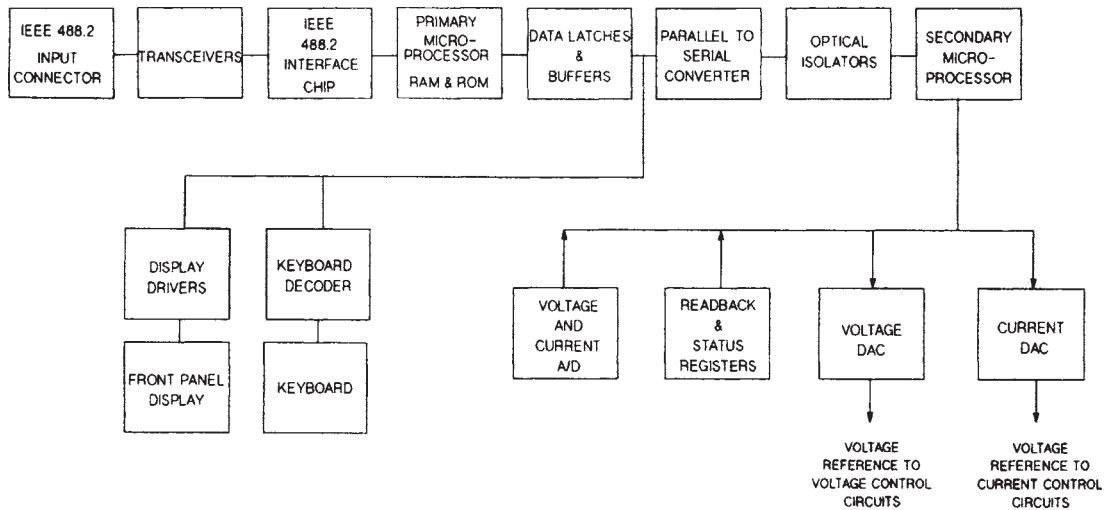 IEEE 488.2
INPUT
CONNECTOR
TRANSCEIVERS
IEEE
488.2
INTERFACE
CHIP
PRIMARY
MICRO-
PROCESSOR
RAM & ROM
DATA LATCHES
&
BUFFERS
PARALLEL TO
SERIAL
CONVERTER
OPTICAL
ISOLATORS
SECONDARY
MICRO-
PROCESSOR
DISPLAY
DRIVERS
KEYBOARD
DECODER
VOLTAGE
AND
CURRENT
A/D
READBACK
&
STATUS
REGISTERS
VOLTAGE
DAC
CURRENT
DAC
FRONT PANEL
DISPLAY
KEYBOARD
VOLTAGE
REFERENCE TO
VOLTAGE CONTROL
CIRCUITS
VOLTAGE
REFERENCE TO
CURRENT CONTROL
CIRCUITS